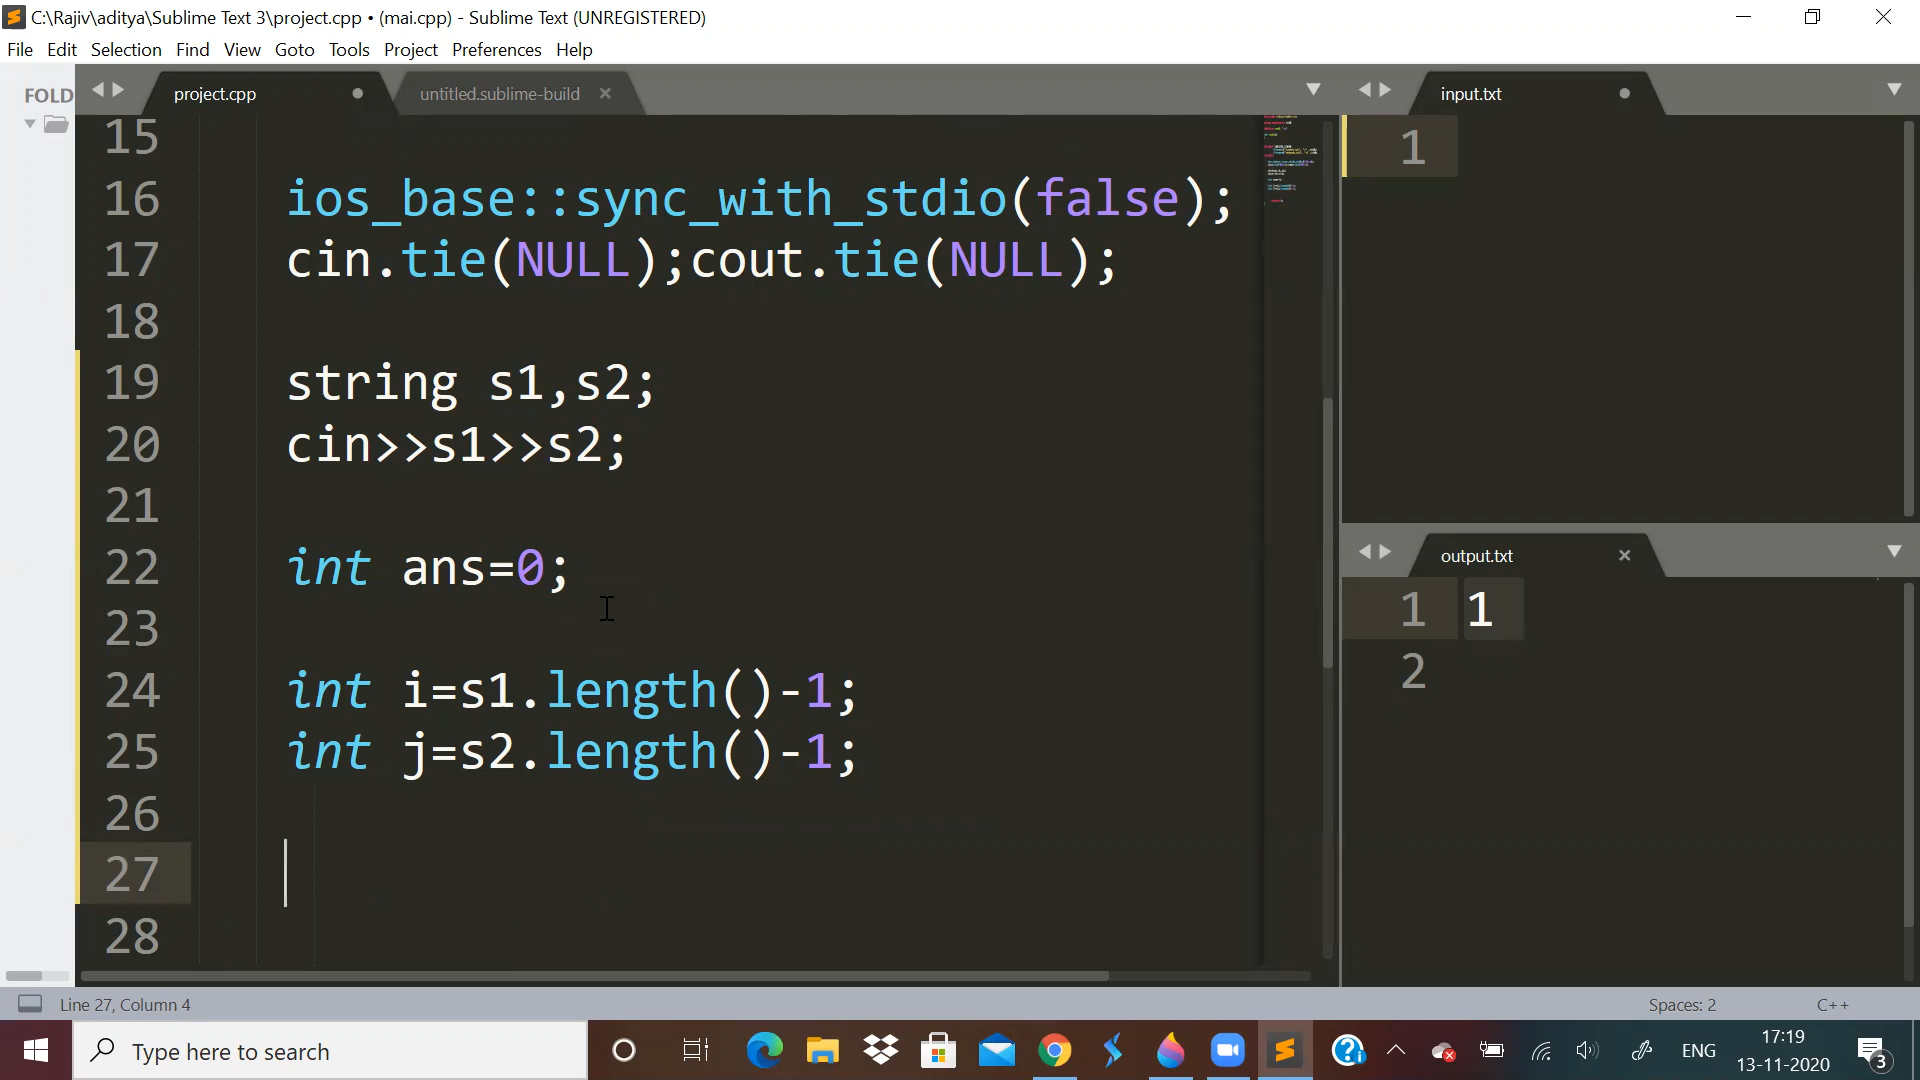 C:\Rajiv\aditya\Sublime Text 3\project.cpp • (mai.cpp) - Sublime Text (UNREGISTERED)
File Edit Selection Find View Goto Tools Project Preferences Help
FOLD
project.cpp
untitled.sublime-build
15
16 ios_base::sync_with_stdio(false);
17 cin.tie(NULL);cout.tie(NULL);
18
19 string s1,s2;
20 cin>>s1>>s2;
21
22 int ans=0;
23
24 int i=s1.length()-1;
25 int j=s2.length()-1;
26
27
28
input.txt
1
output.txt
1 1
2
Line 27, Column 4
Spaces: 2
C++
Type here to search
ENG
17:19
13-11-2020
3